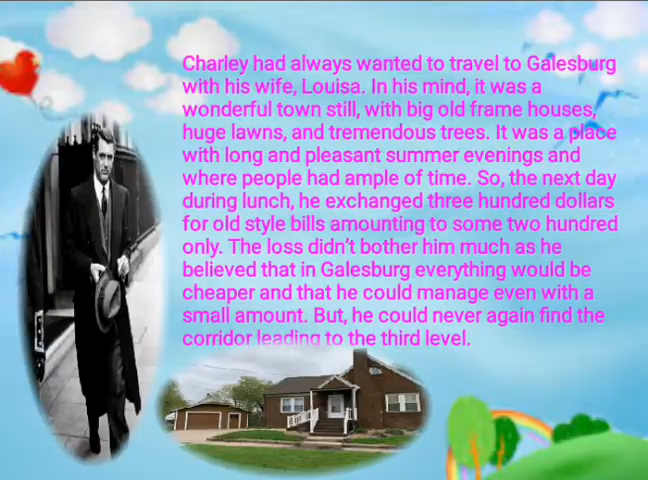 Charley had always wanted to travel to Galesburg
with his wife, Louisa. In his mind, it was a
wonderful town still, with big old frame houses,
huge lawns, and tremendous trees. It was a place
with long and pleasant summer evenings and
where people had ample of time. So, the next day
during lunch, he exchanged three hundred dollars
for old style bills amounting to some two hundred
only. The loss didn't bother him much as he
believed that in Galesburg everything would be
cheaper and that he could manage even with a
small amount. But, he could never again find the
corridor leading to the third level.